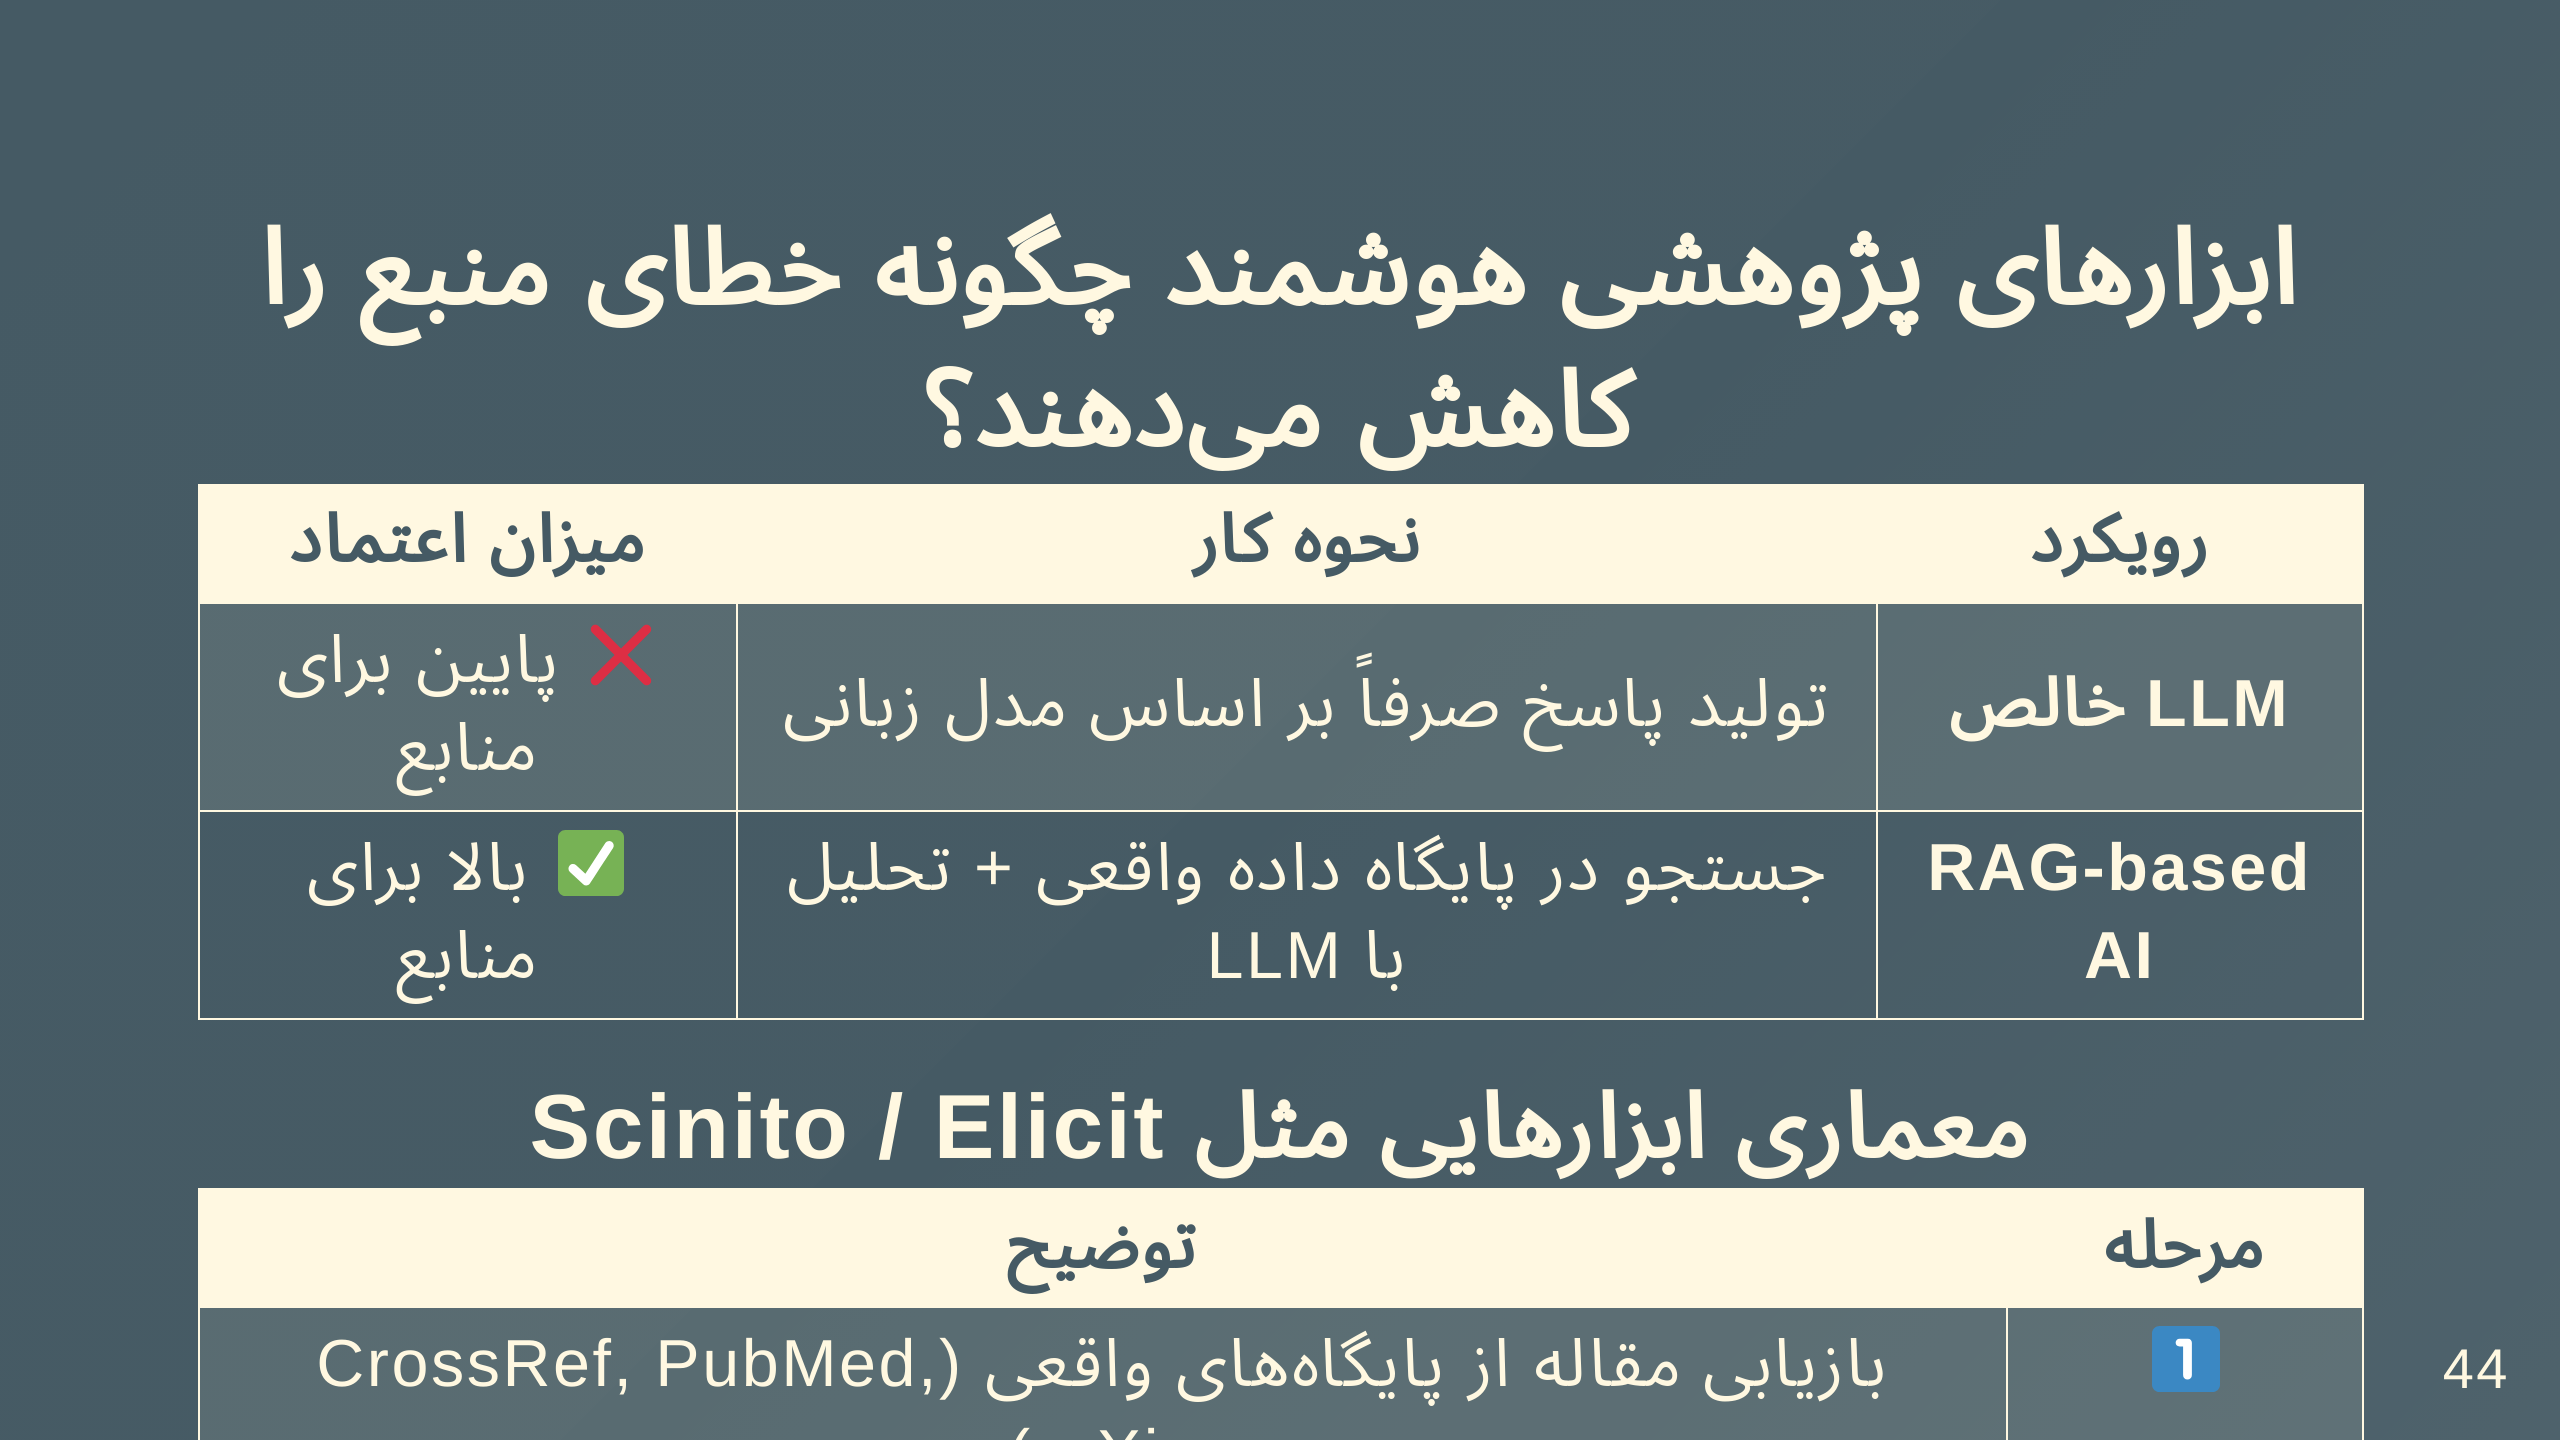 ابزارهای پژوهشی هوشمند چگونه خطای منبع را
کاهش می‌دهند؟
رویکرد نحوه کار میزان اعتماد
LLM خالص تولید پاسخ صرفاً بر اساس مدل زبانی ❌ پایین برای
منابع
RAG-based جستجو در پایگاه داده واقعی + تحلیل ✅ بالا برای
AI با LLM منابع
معماری ابزارهایی مثل Scinito / Elicit
مرحله توضیح
1️⃣ بازیابی مقاله از پایگاه‌های واقعی (CrossRef, PubMed,
44